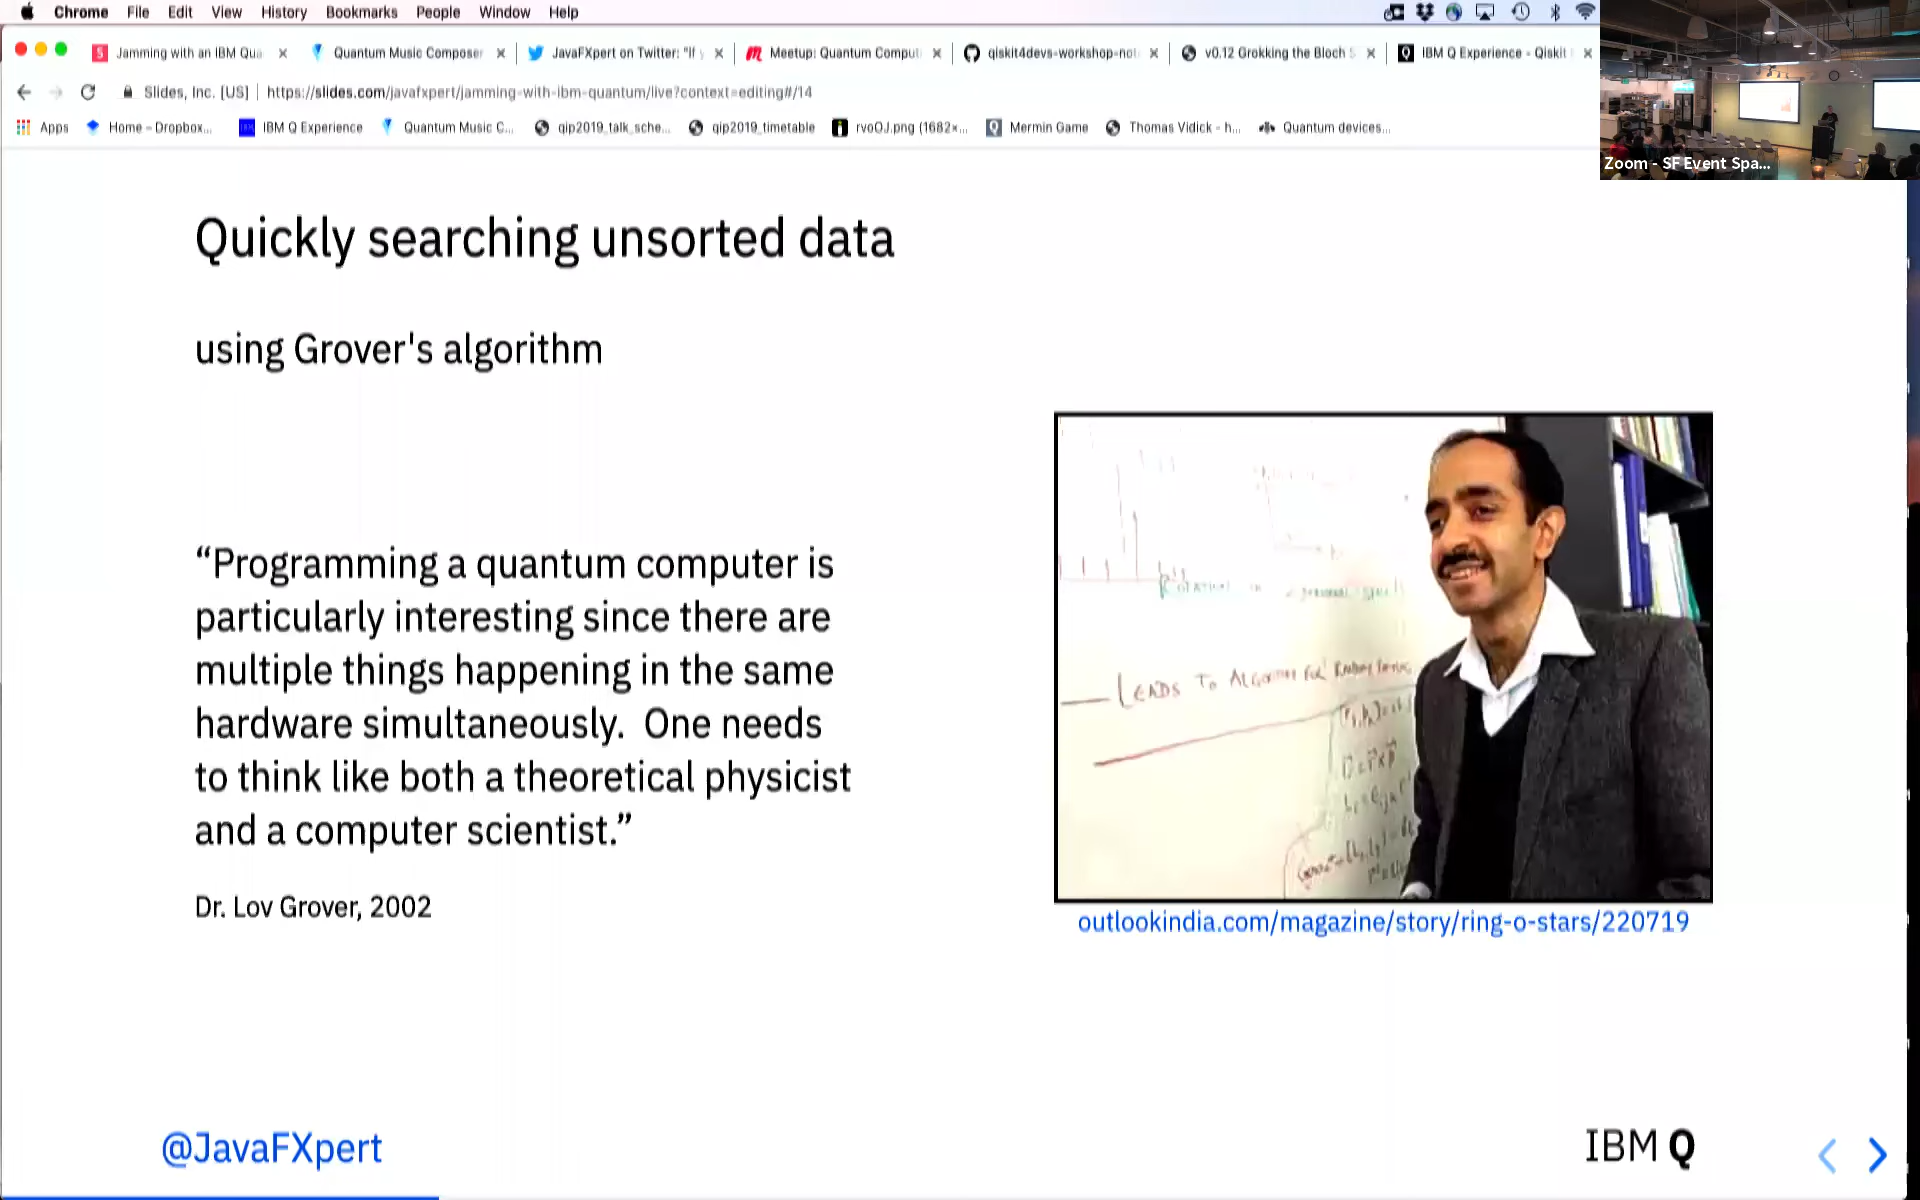 Chrome File Edit View History Bookmarks People Window Help
Jamming with an IBM Qua
Quantum Music Composer
JavaFXpert on Twitter: "If y
Meetup: Quantum Computi
qiskit4devs-workshop-not
v0.12 Grokking the Bloch S
IBM Q Experience - Qiskit
Slides, Inc. [US] | https://slides.com/javafxpert/jamming-with-ibm-quantum/live?context=editing#/14
Apps Home - Dropbox... IBM Q Experience Quantum Music C... qip2019_talk_sche... qip2019_timetable rvoOJ.png (1682×... Mermin Game Thomas Vidick - h... Quantum devices...
Zoom - SF Event Spa...
Quickly searching unsorted data
using Grover's algorithm
“Programming a quantum computer is
particularly interesting since there are
multiple things happening in the same
hardware simultaneously.  One needs
to think like both a theoretical physicist
and a computer scientist.”
Dr. Lov Grover, 2002
LEADS TO ALGORITHM FOR
outlookindia.com/magazine/story/ring-o-stars/220719
@JavaFXpert
IBM Q